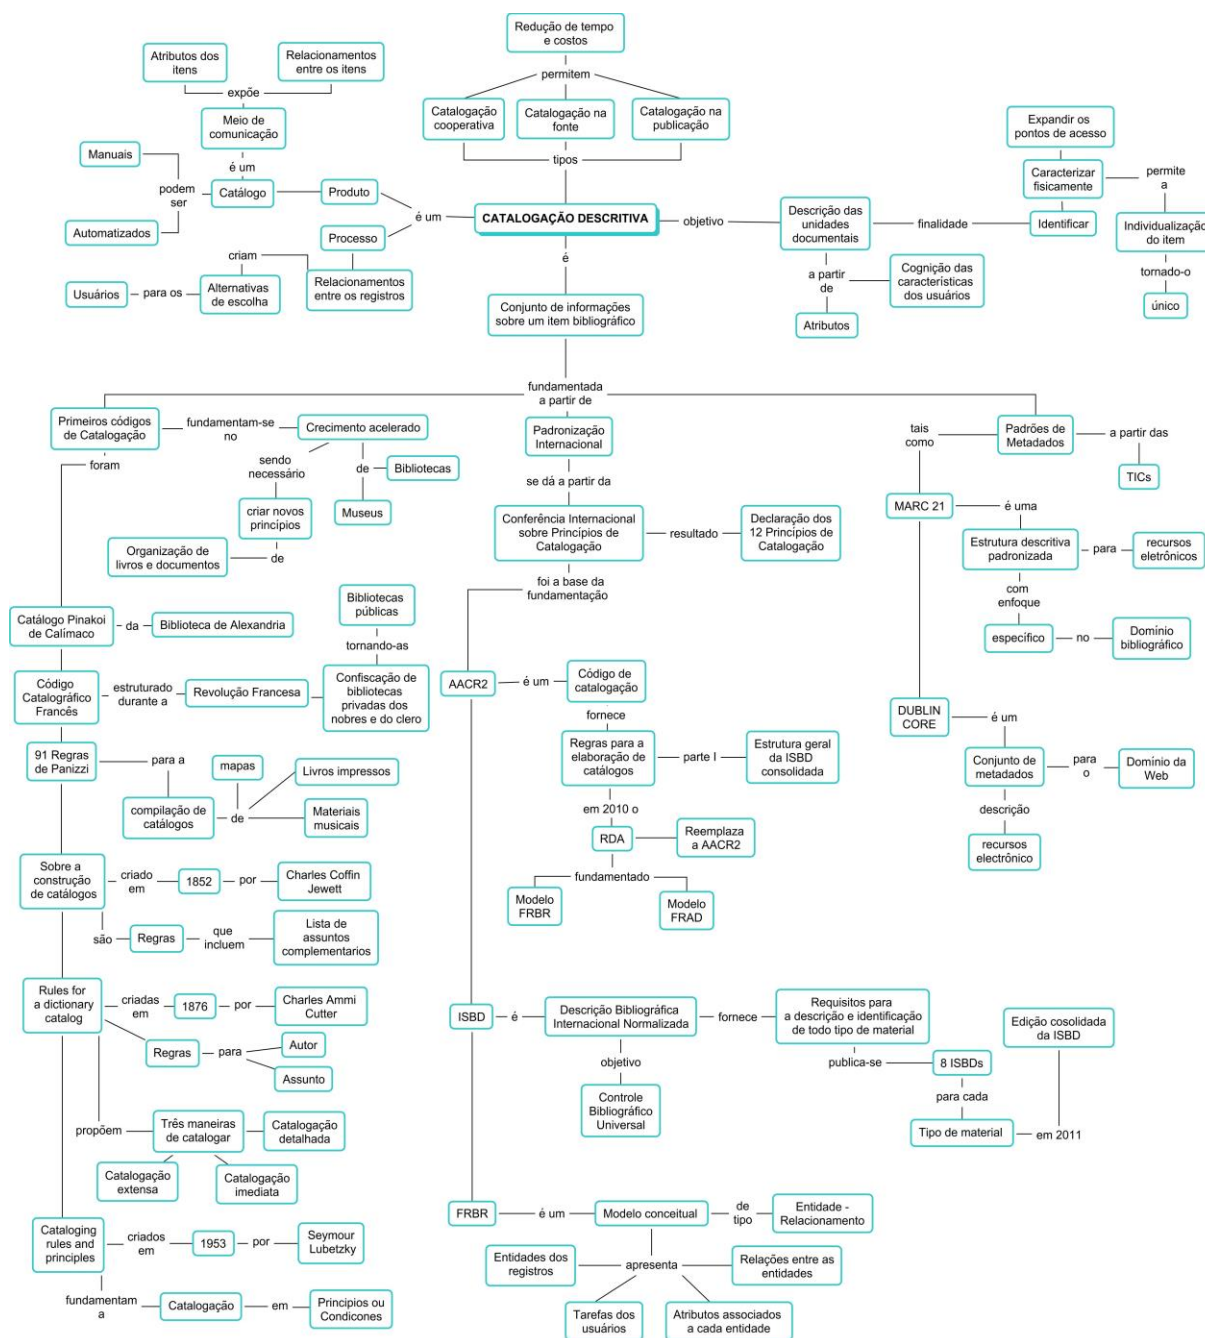 Redução de tempo
e costos
permitem
Catalogação
cooperativa
Catalogação na
fonte
Catalogação na
publicação
tipos
Atributos dos
itens
Relacionamentos
entre os itens
expõe
Meio de
comunicação
é um
Manuais
podem
ser
Catálogo
Produto
Automatizados
é um
Processo
criam
Usuários
para os
Alternativas
de escolha
Relacionamentos
entre os registros
CATALOGAÇÃO DESCRITIVA
objetivo
Descrição das
unidades
documentais
finalidade
Identificar
Caracterizar
fisicamente
Expandir os
pontos de acesso
permite
a
Individualização
do item
tornado-o
único
a partir
de
Cognição das
características
dos usuários
Atributos
é
Conjunto de informações
sobre um item bibliográfico
fundamentada
a partir de
Primeiros códigos
de Catalogação
fundamentam-se
no
Crecimento acelerado
foram
sendo
necessário
de
Bibliotecas
Museus
criar novos
princípios
Organização de
livros e documentos
de
Catálogo Pinakoi
de Calímaco
da
Biblioteca de Alexandria
Bibliotecas
públicas
tornando-as
Código
Catalográfico
Francês
estruturado
durante a
Revolução Francesa
Confiscação de
bibliotecas
privadas dos
nobres e do clero
91 Regras
de Panizzi
para a
compilação de
catálogos
de
mapas
Livros impressos
Materiais
musicais
Sobre a
construção
de catálogos
criado
em
1852
por
Charles Coffin
Jewett
são
Regras
que
incluem
Lista de
assuntos
complementarios
Rules for
a dictionary
catalog
criadas
em
1876
por
Charles Ammi
Cutter
Regras
para
Autor
Assunto
propõem
Três maneiras
de catalogar
Catalogação
detalhada
Catalogação
extensa
Catalogação
imediata
Cataloging
rules and
principles
criados
em
1953
por
Seymour
Lubetzky
fundamentam
a
Catalogação
em
Principios ou
Condicones
Padronização
Internacional
se dá a partir da
Conferência Internacional
sobre Princípios de
Catalogação
resultado
Declaração dos
12 Princípios de
Catalogação
foi a base da
fundamentação
AACR2
é um
Código de
catalogação
fornece
Regras para a
elaboração de
catálogos
parte I
Estrutura geral
da ISBD
consolidada
em 2010 o
RDA
Reemplaza
a AACR2
fundamentado
Modelo
FRBR
Modelo
FRAD
ISBD
é
Descrição Bibliográfica
Internacional Normalizada
fornece
Requisitos para
a descrição e identificação
de todo tipo de material
objetivo
Controle
Bibliográfico
Universal
publica-se
8 ISBDs
para cada
Tipo de material
em 2011
Edição cosolidada
da ISBD
FRBR
é um
Modelo conceitual
de
tipo
Entidade -
Relacionamento
apresenta
Entidades dos
registros
Relações entre as
entidades
Tarefas dos
usuários
Atributos associados
a cada entidade
Padrões de
Metadados
tais
como
a partir das
TICs
MARC 21
é uma
Estrutura descritiva
padronizada
para
recursos
eletrônicos
com
enfoque
específico
no
Domínio
bibliográfico
DUBLIN
CORE
é um
Conjunto de
metadados
para
o
Domínio da
Web
descrição
recursos
electrónico